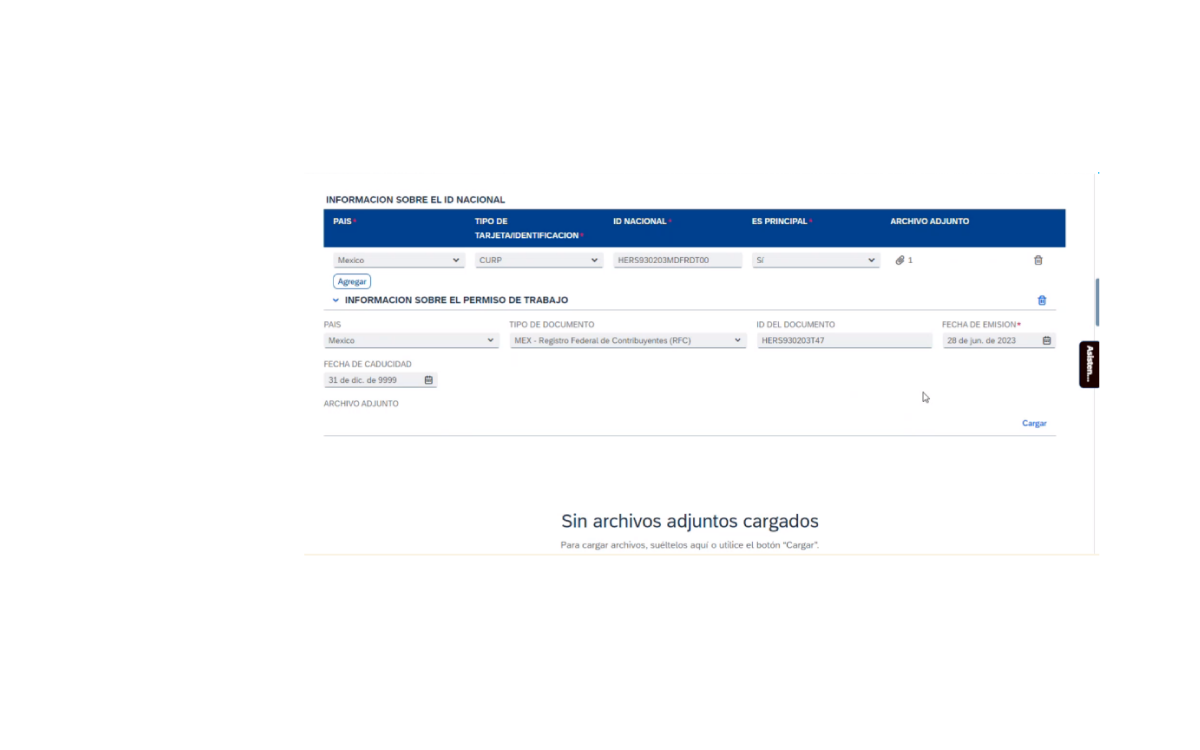 INFORMACION SOBRE EL ID NACIONAL
PAIS* TIPO DE TARJETA/IDENTIFICACION* ID NACIONAL* ES PRINCIPAL* ARCHIVO ADJUNTO
Mexico CURP HERS930203MDFRDT00 Sí 1
Agregar
INFORMACION SOBRE EL PERMISO DE TRABAJO
PAIS TIPO DE DOCUMENTO ID DEL DOCUMENTO FECHA DE EMISION*
Mexico MEX - Registro Federal de Contribuyentes (RFC) HERS930203T47 28 de jun. de 2023
Asisten...
FECHA DE CADUCIDAD
31 de dic. de 9999
ARCHIVO ADJUNTO
Cargar
Sin archivos adjuntos cargados
Para cargar archivos, suéltelos aquí o utilice el botón "Cargar".